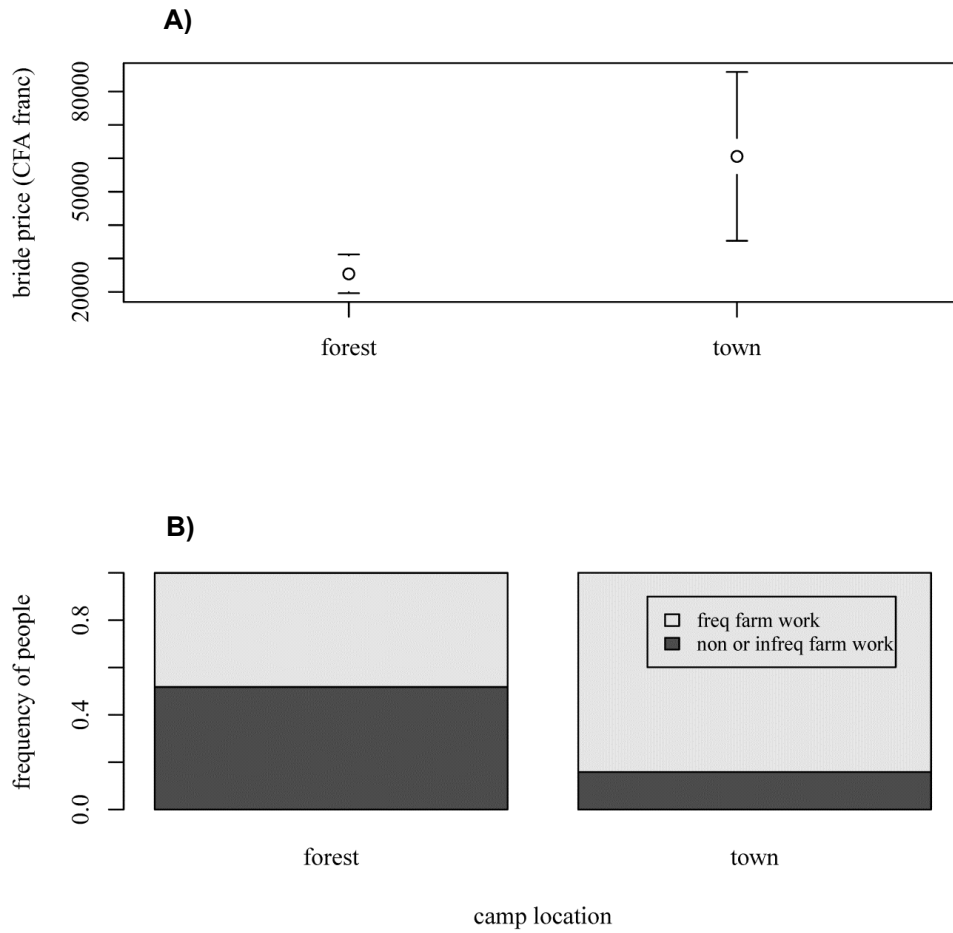 A)
bride price (CFA franc)
80000
50000
20000
forest town
B)
frequency of people
0.8
0.4
0.0
freq farm work
non or infreq farm work
forest town
camp location